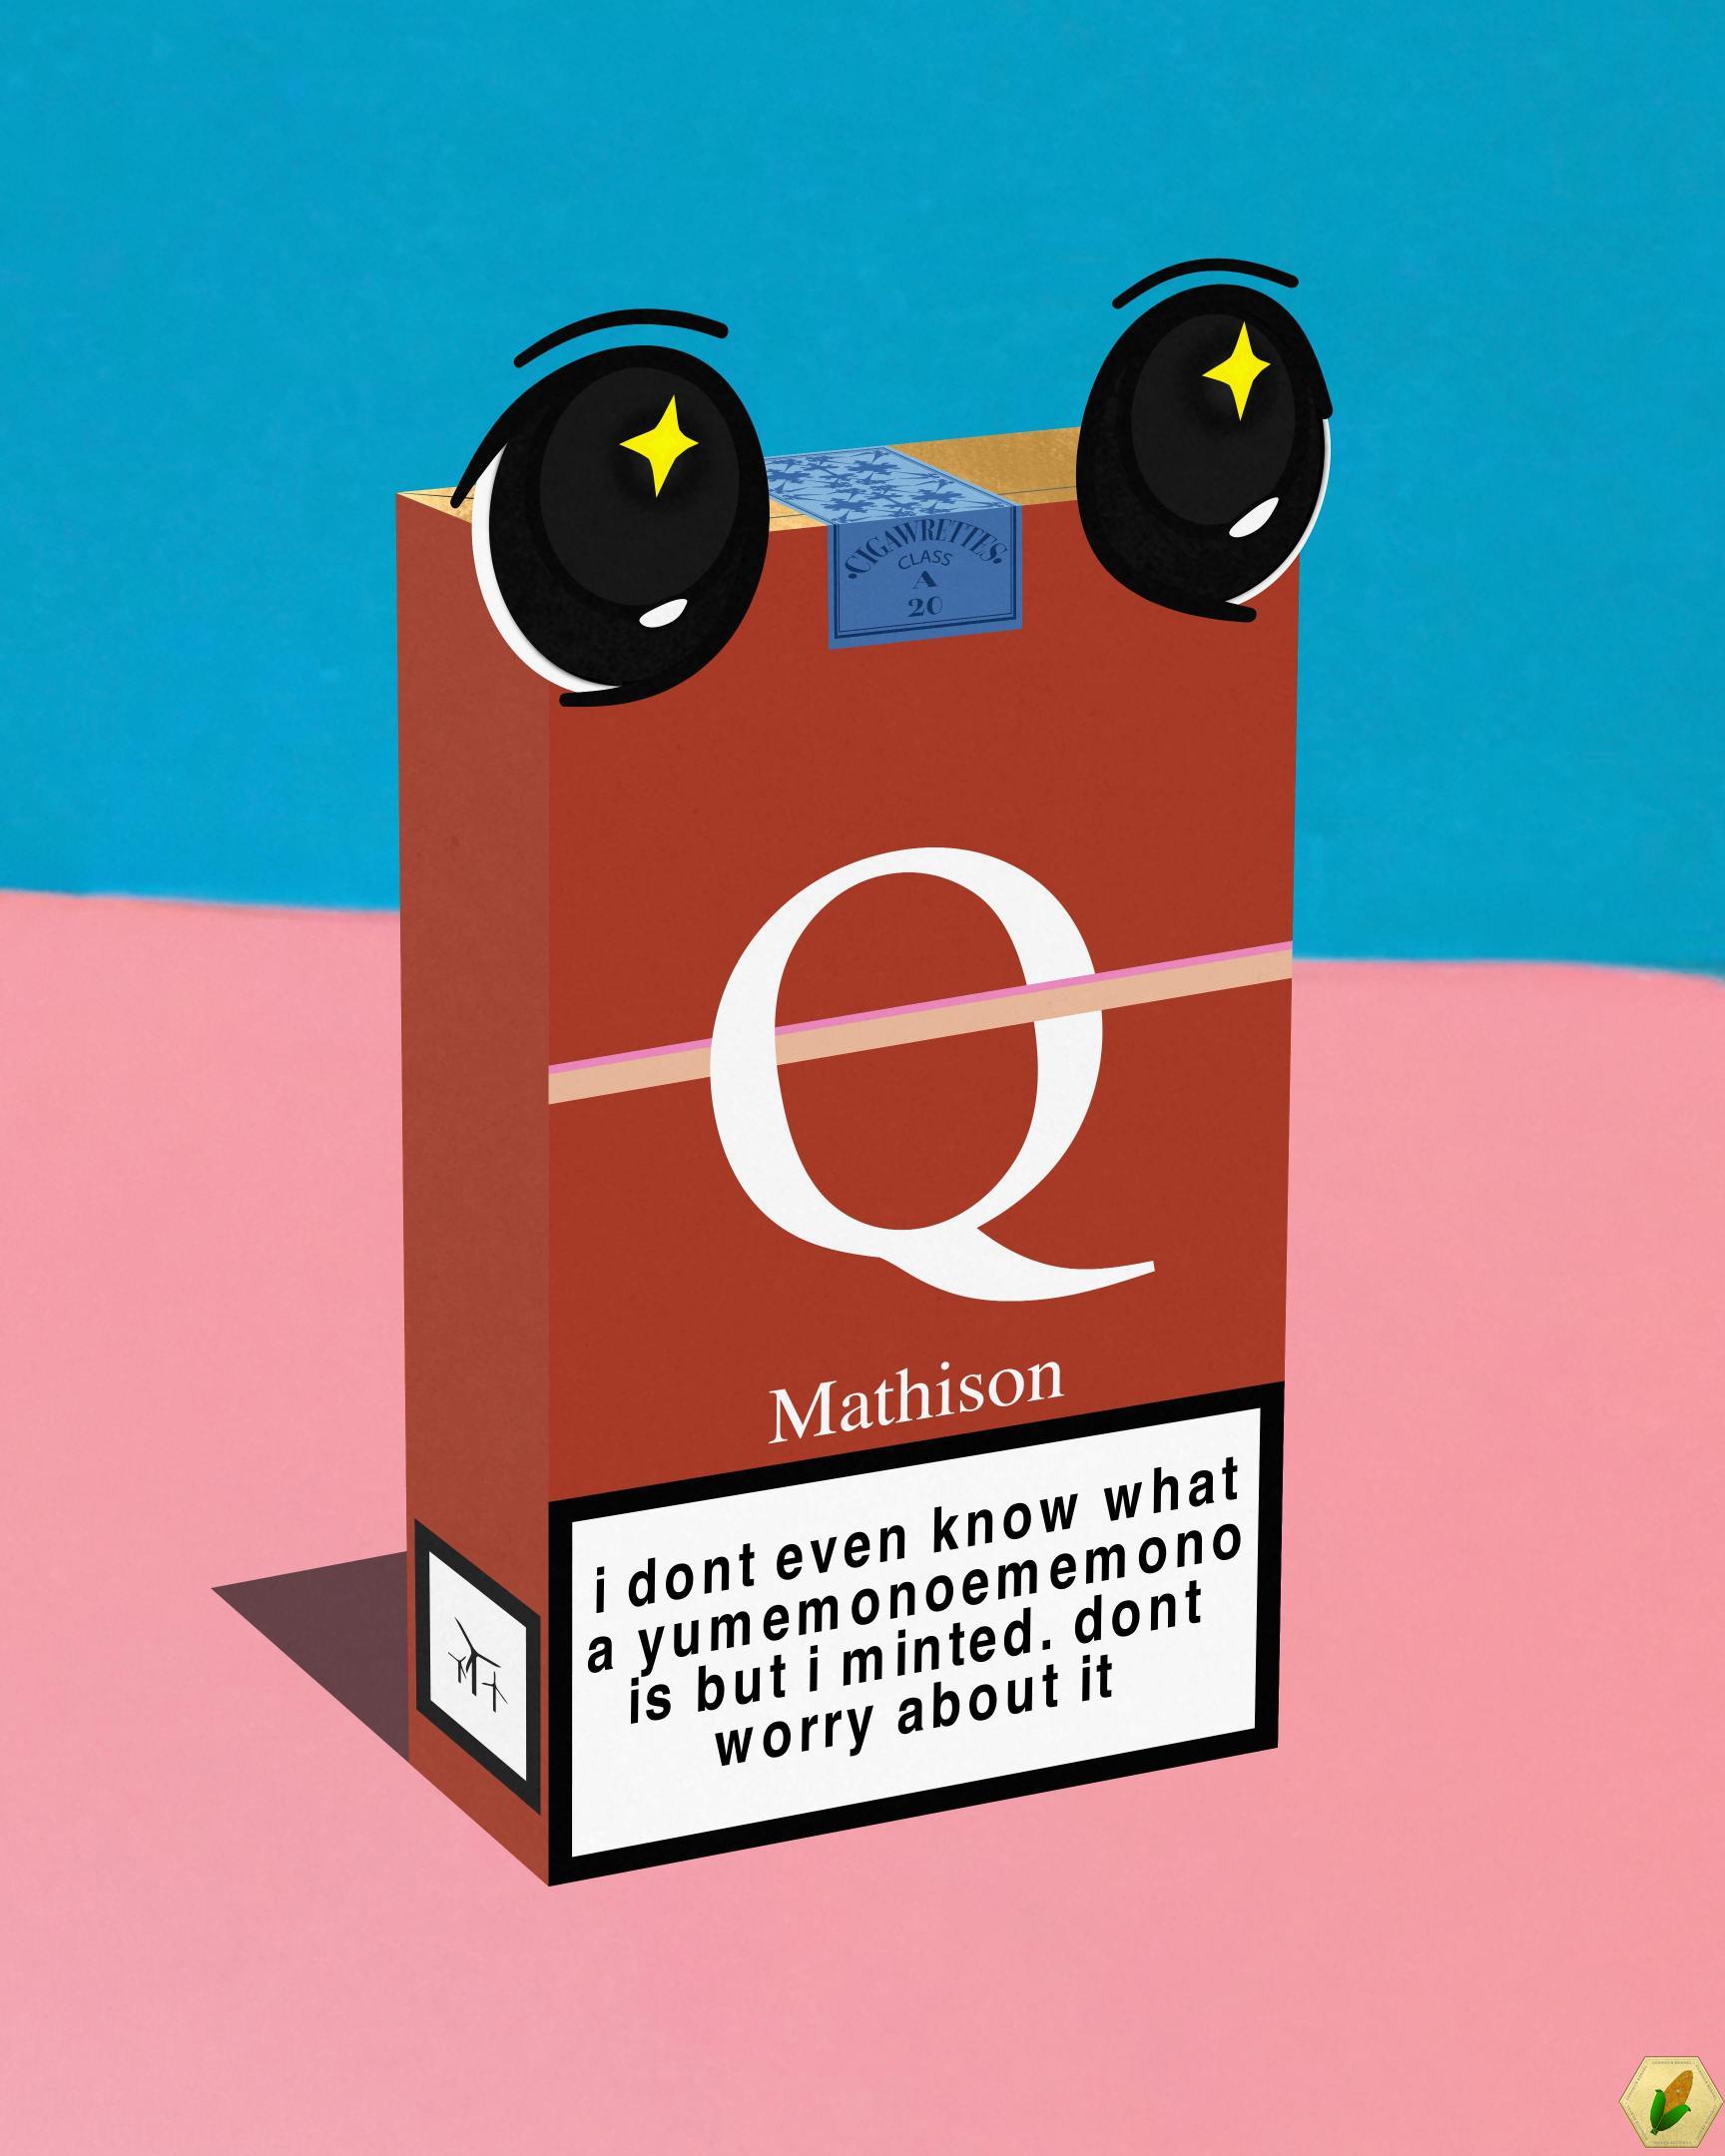 CIGAWRETTES
CLASS
A
20
Q
Mathison
i dont even know what
a yumemonoememono
is but i minted. dont
worry about it